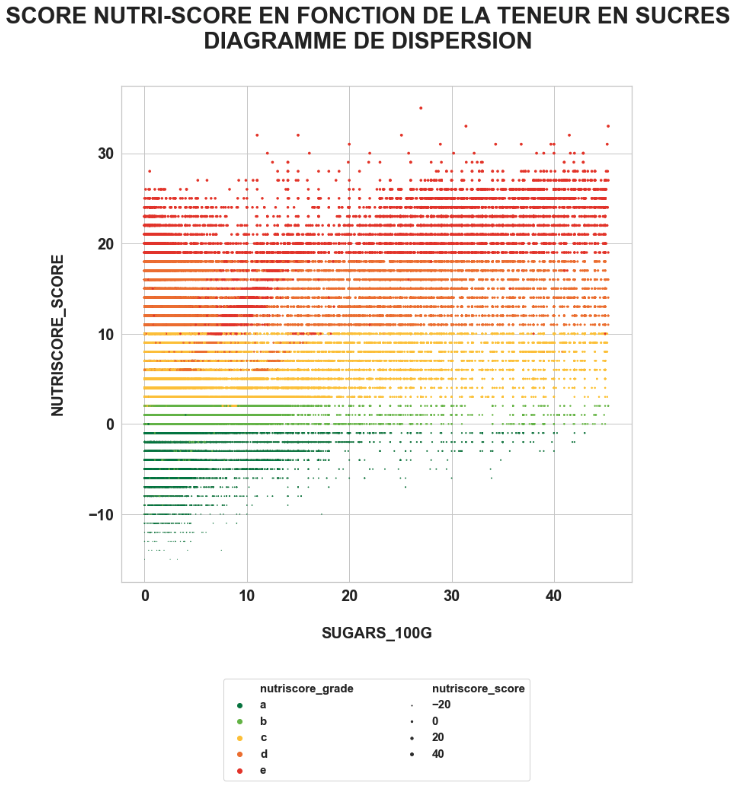 SCORE NUTRI-SCORE EN FONCTION DE LA TENEUR EN SUCRES
DIAGRAMME DE DISPERSION
NUTRISCORE_SCORE
30
20
10
0
−10
0 10 20 30 40
SUGARS_100G
nutriscore_grade nutriscore_score
a −20
b 0
c 20
d 40
e